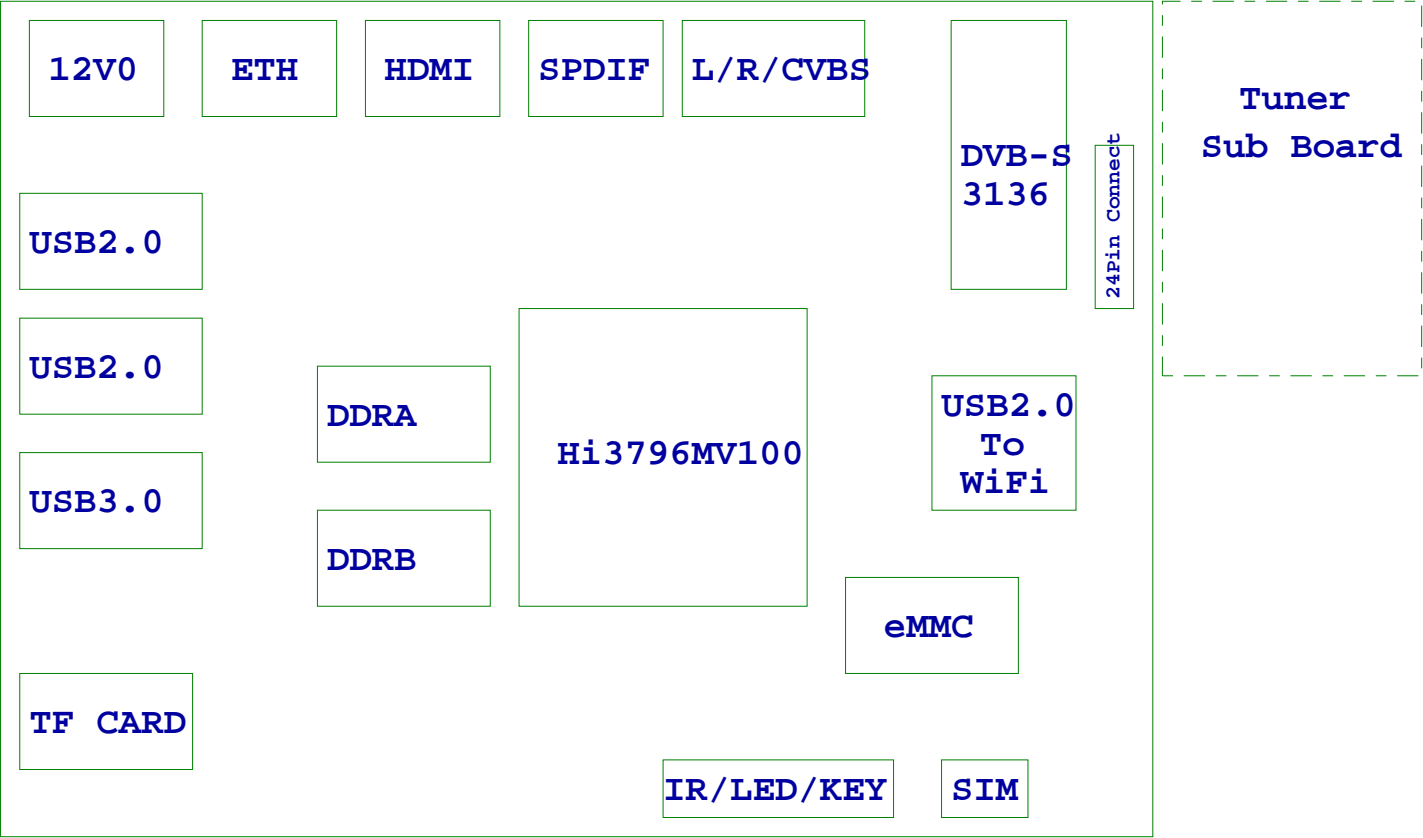 12V0
ETH
HDMI
SPDIF
L/R/CVBS
DVB-S
3136
24Pin Connect
Tuner
Sub Board
USB2.0
USB2.0
USB3.0
DDRA
DDRB
Hi3796MV100
USB2.0
To
WiFi
eMMC
TF CARD
IR/LED/KEY
SIM